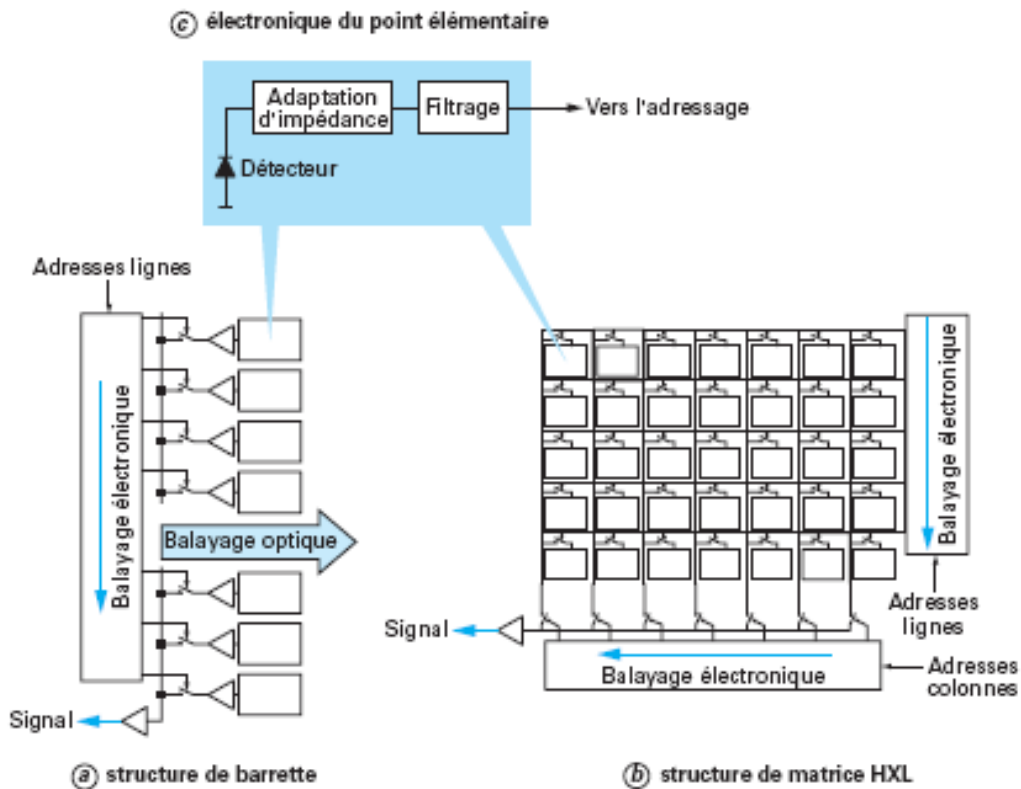 ⓒ électronique du point élémentaire
Adaptation
d'impédance
Filtrage
Vers l'adressage
Détecteur
Adresses lignes
Balayage électronique
Balayage optique
Signal
ⓐ structure de barrette
Balayage électronique
Adresses
lignes
Signal
Balayage électronique
Adresses
colonnes
ⓑ structure de matrice HXL